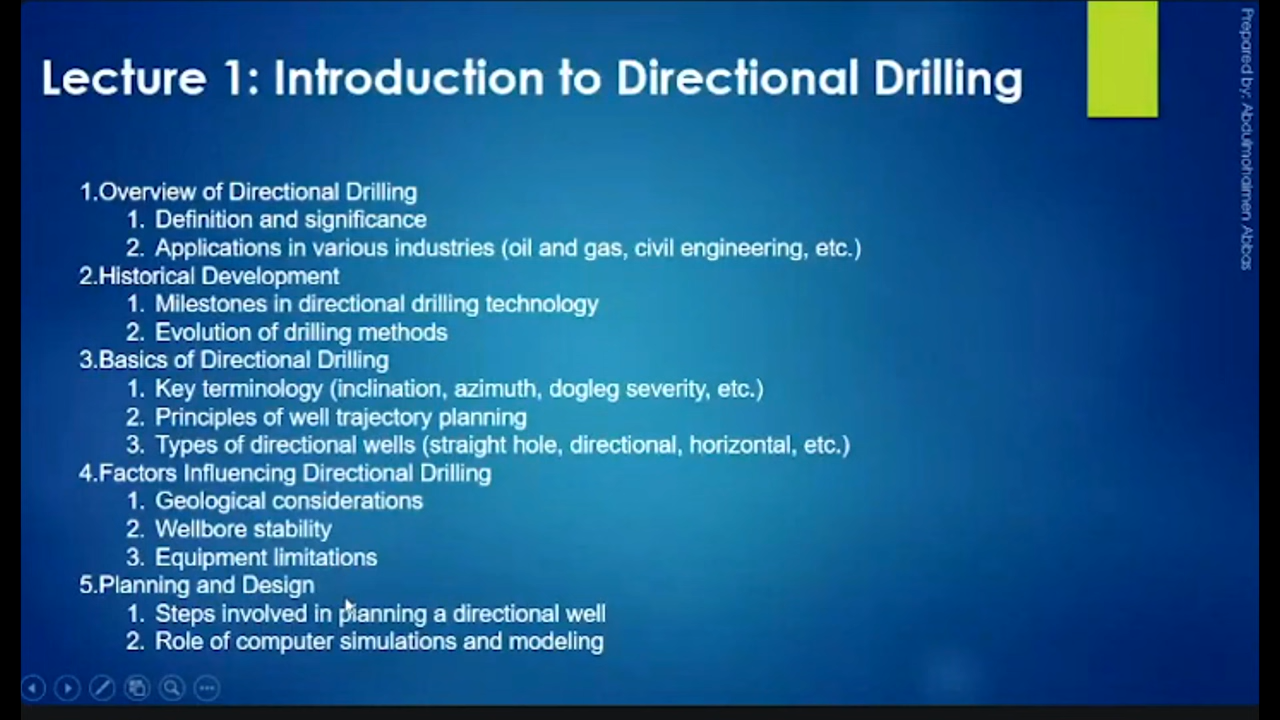 Lecture 1: Introduction to Directional Drilling
Prepared by: Abdulmohaimen Abbas
1.Overview of Directional Drilling
1. Definition and significance
2. Applications in various industries (oil and gas, civil engineering, etc.)
2.Historical Development
1. Milestones in directional drilling technology
2. Evolution of drilling methods
3.Basics of Directional Drilling
1. Key terminology (inclination, azimuth, dogleg severity, etc.)
2. Principles of well trajectory planning
3. Types of directional wells (straight hole, directional, horizontal, etc.)
4.Factors Influencing Directional Drilling
1. Geological considerations
2. Wellbore stability
3. Equipment limitations
5.Planning and Design
1. Steps involved in planning a directional well
2. Role of computer simulations and modeling